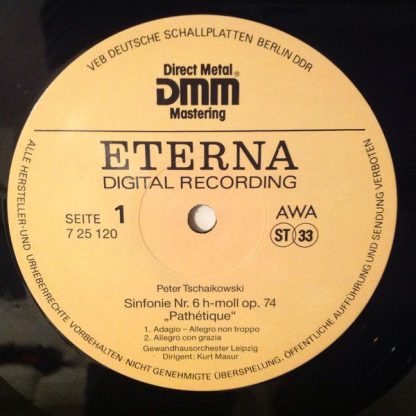 VEB DEUTSCHE SCHALLPLATTEN BERLIN DDR
Direct Metal
DMM®
Mastering
ETERNA
DIGITAL RECORDING
SEITE 1
7 25 120
AWA
ST 33
Peter Tschaikowski
Sinfonie Nr. 6 h-moll op. 74
„Pathétique"
1. Adagio – Allegro non troppo
2. Allegro con grazia
Gewandhausorchester Leipzig
Dirigent: Kurt Masur
ALLE HERSTELLER-UND URHEBERRECHTE VORBEHALTEN NICHT GENEHMIGTE ÜBERSPIELUNG, ÖFFENTLICHE AUFFÜHRUNG UND SENDUNG VERBOTEN